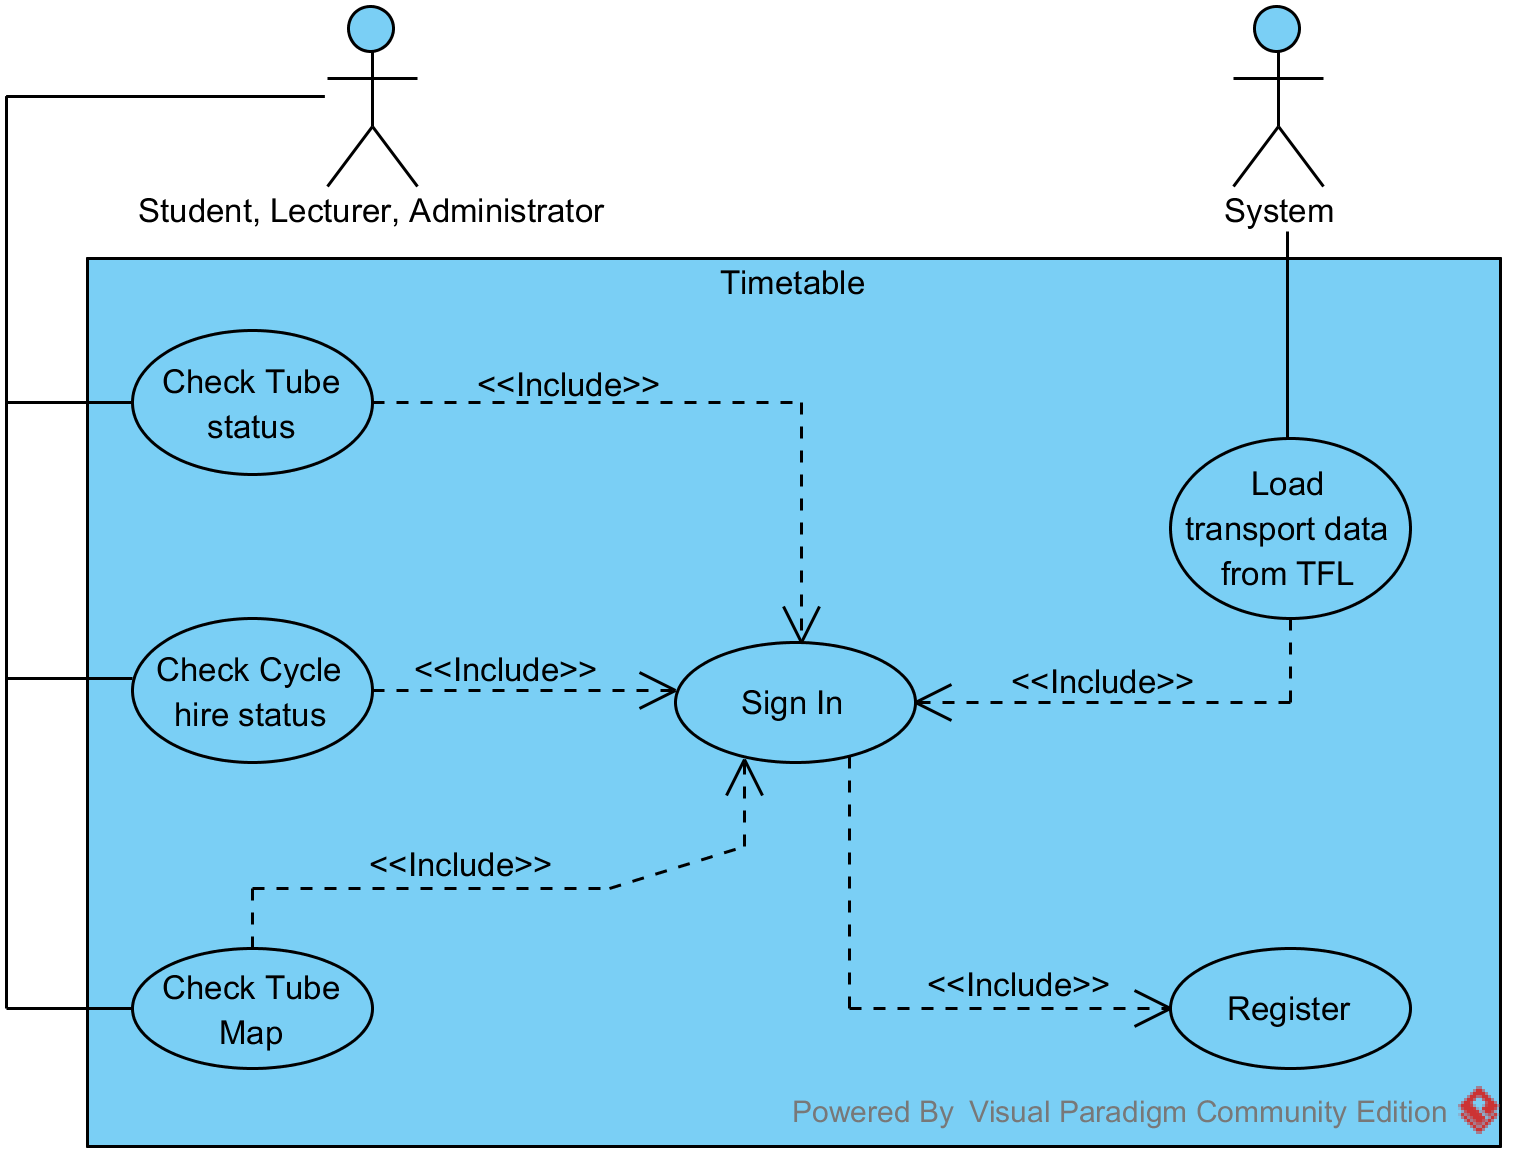 Student, Lecturer, Administrator
System
Timetable
Check Tube
status
<<Include>>
Load
transport data
from TFL
Check Cycle
hire status
<<Include>>
Sign In
<<Include>>
<<Include>>
Check Tube
Map
<<Include>>
Register
Powered By Visual Paradigm Community Edition